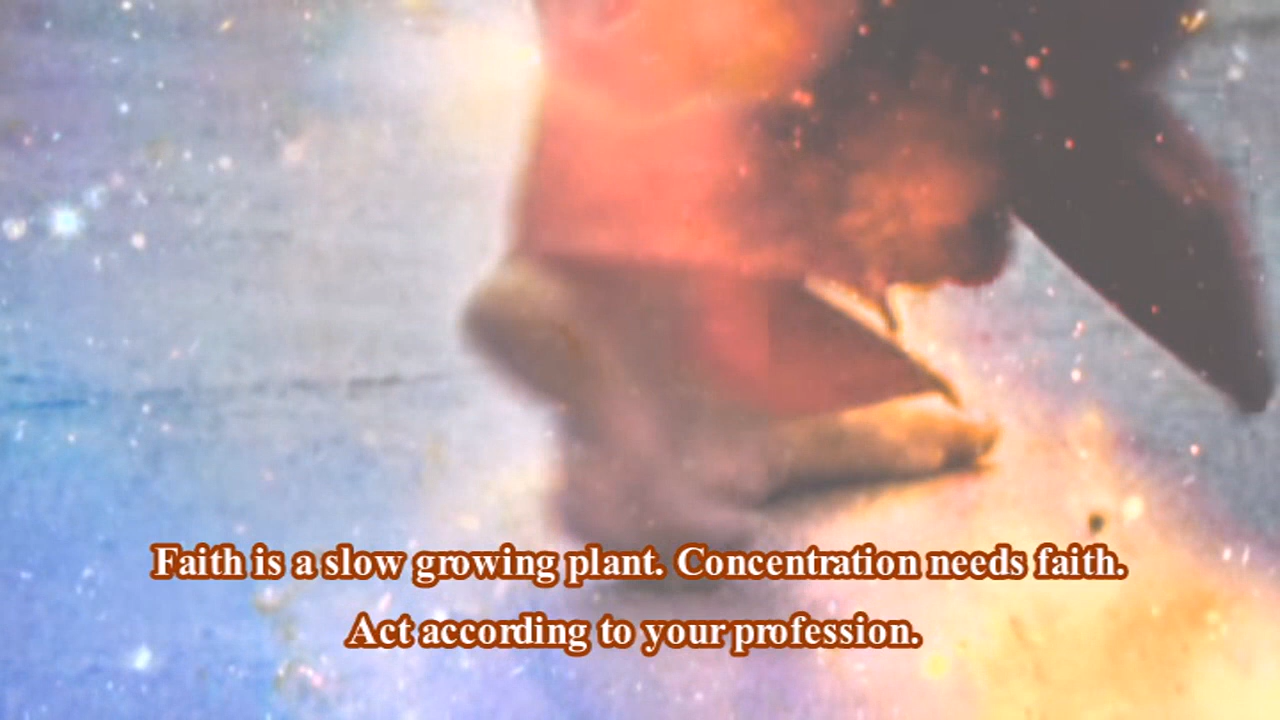 Faith is a slow growing plant. Concentration needs faith.
Act according to your profession.